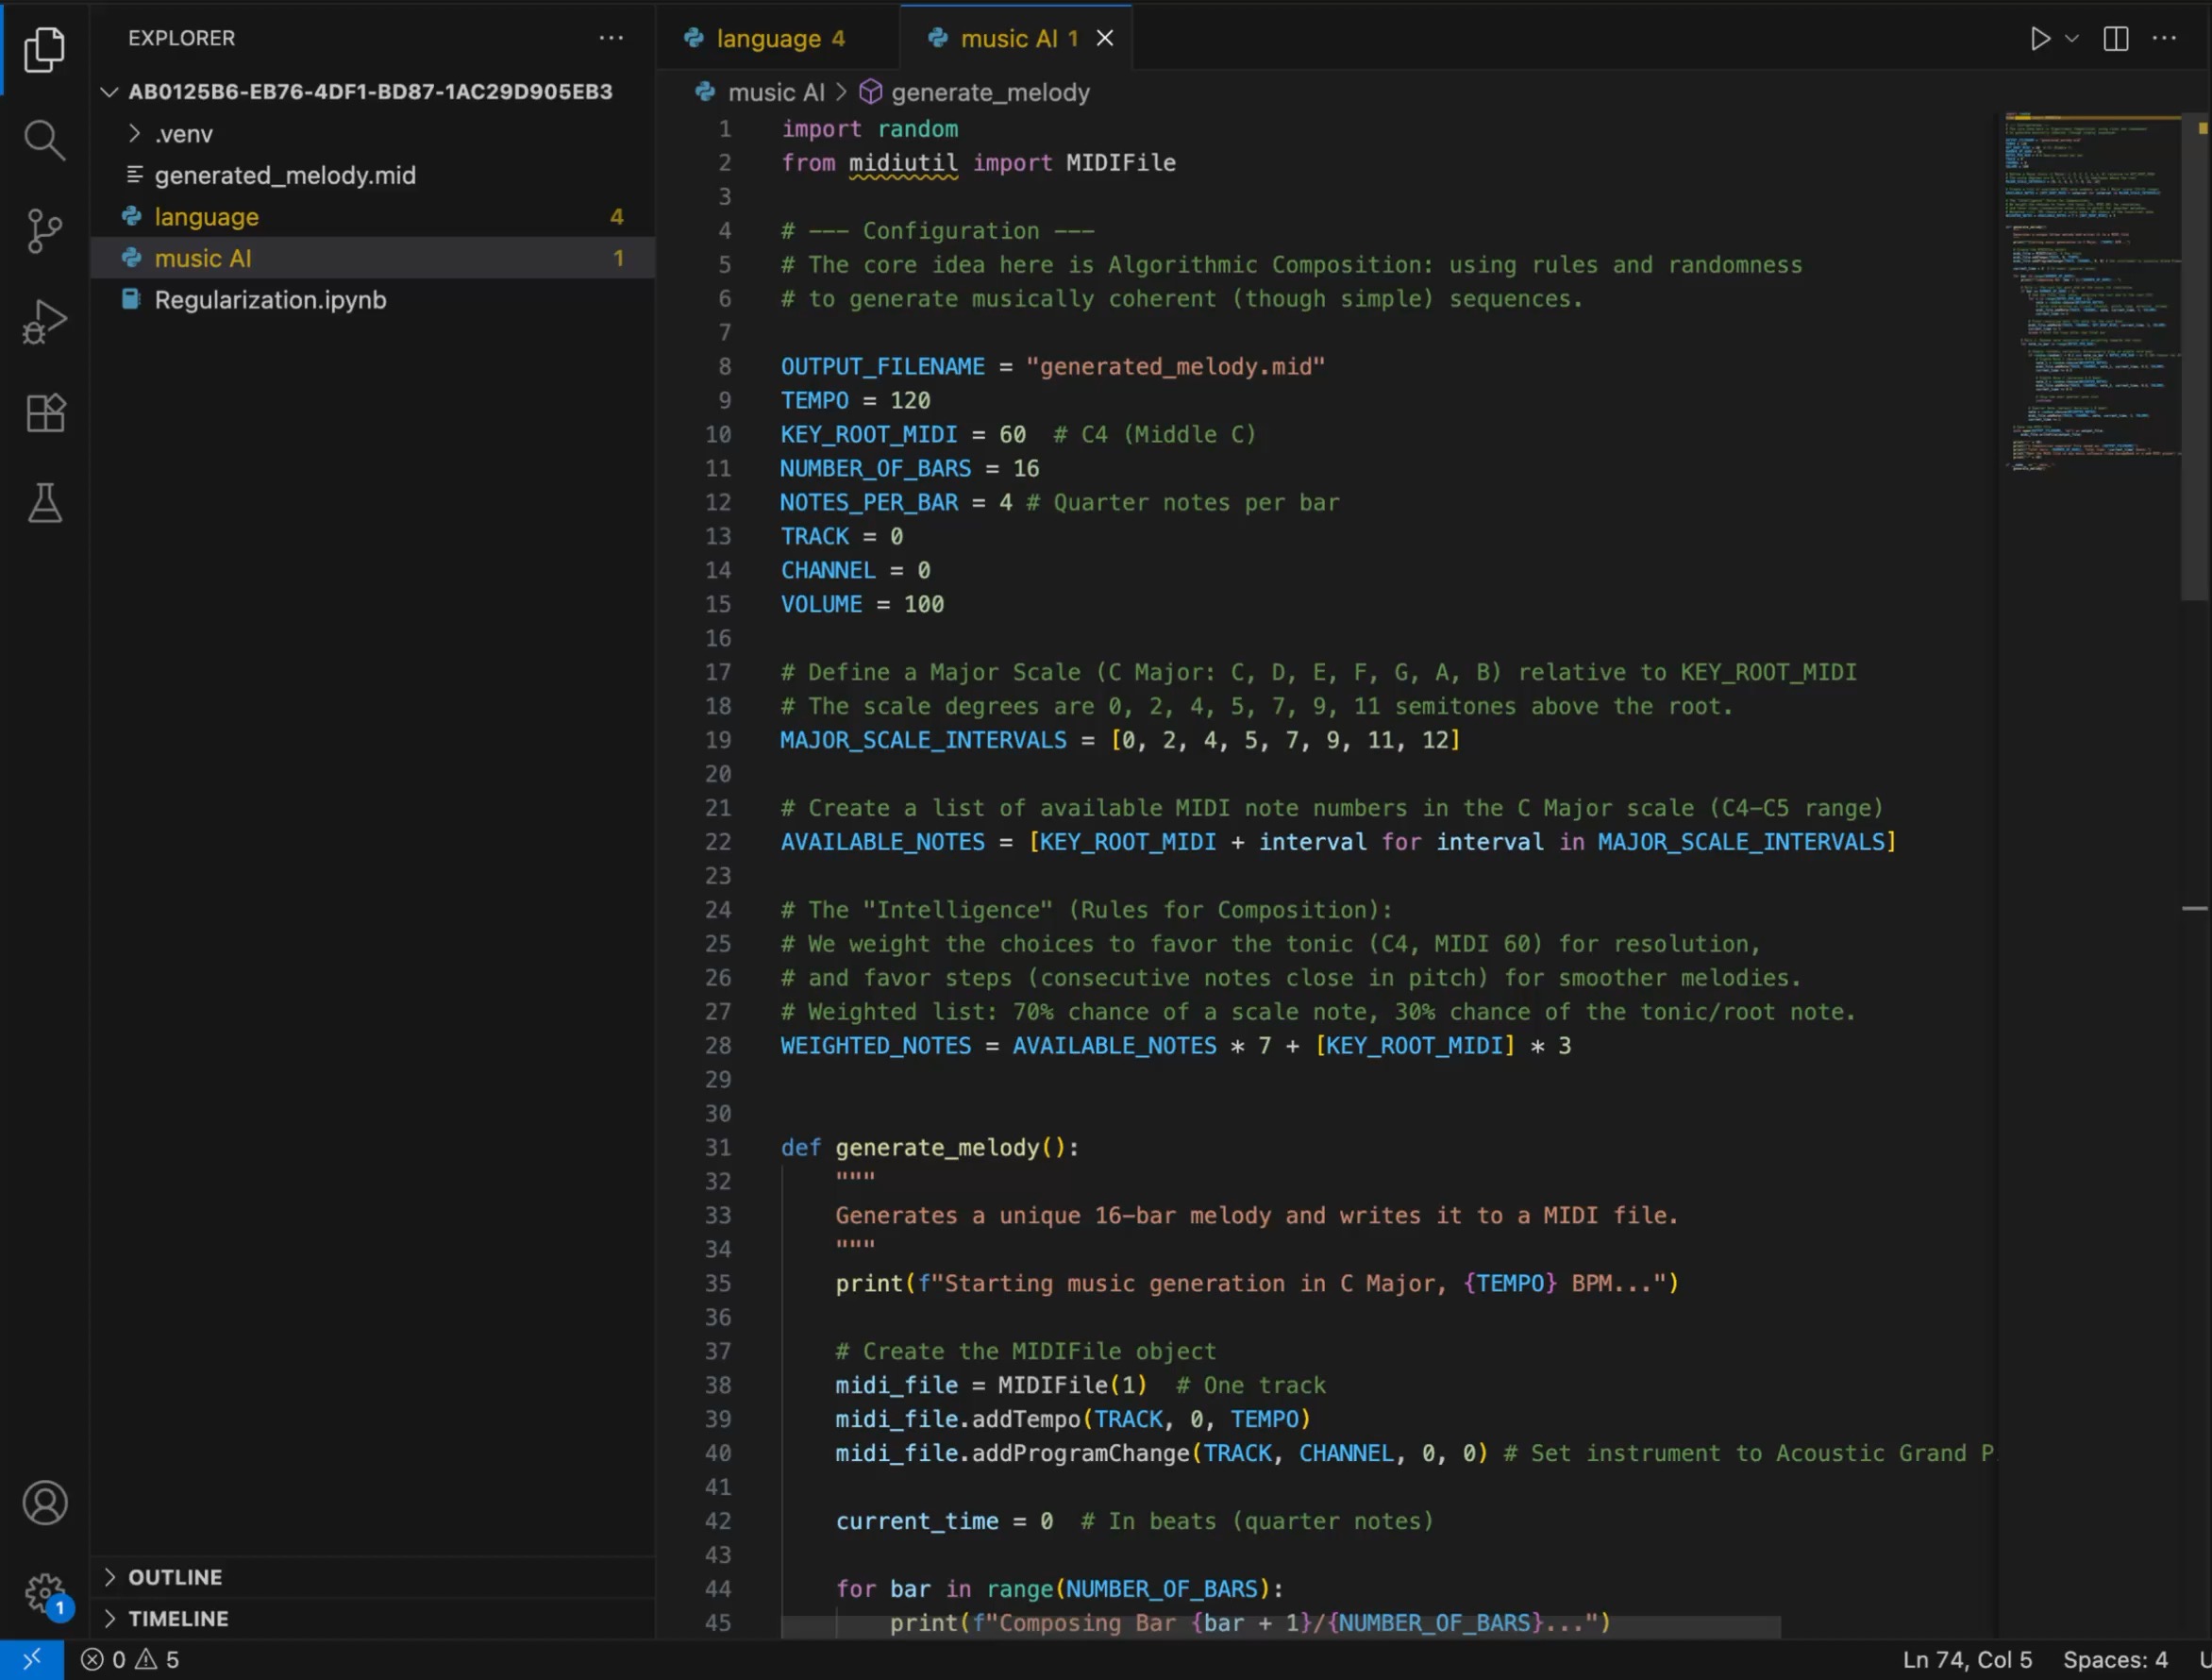 EXPLORER
AB0125B6-EB76-4DF1-BD87-1AC29D905EB3
.venv
generated_melody.mid
language 4
music AI 1
Regularization.ipynb
OUTLINE
TIMELINE
1
language 4
music AI 1
music AI > generate_melody
1 import random
2 from midiutil import MIDIFile
3
4 # --- Configuration ---
5 # The core idea here is Algorithmic Composition: using rules and randomness
6 # to generate musically coherent (though simple) sequences.
7
8 OUTPUT_FILENAME = "generated_melody.mid"
9 TEMPO = 120
10 KEY_ROOT_MIDI = 60  # C4 (Middle C)
11 NUMBER_OF_BARS = 16
12 NOTES_PER_BAR = 4 # Quarter notes per bar
13 TRACK = 0
14 CHANNEL = 0
15 VOLUME = 100
16
17 # Define a Major Scale (C Major: C, D, E, F, G, A, B) relative to KEY_ROOT_MIDI
18 # The scale degrees are 0, 2, 4, 5, 7, 9, 11 semitones above the root.
19 MAJOR_SCALE_INTERVALS = [0, 2, 4, 5, 7, 9, 11, 12]
20
21 # Create a list of available MIDI note numbers in the C Major scale (C4-C5 range)
22 AVAILABLE_NOTES = [KEY_ROOT_MIDI + interval for interval in MAJOR_SCALE_INTERVALS]
23
24 # The "Intelligence" (Rules for Composition):
25 # We weight the choices to favor the tonic (C4, MIDI 60) for resolution,
26 # and favor steps (consecutive notes close in pitch) for smoother melodies.
27 # Weighted list: 70% chance of a scale note, 30% chance of the tonic/root note.
28 WEIGHTED_NOTES = AVAILABLE_NOTES * 7 + [KEY_ROOT_MIDI] * 3
29
30
31 def generate_melody():
32     """
33     Generates a unique 16-bar melody and writes it to a MIDI file.
34     """
35     print(f"Starting music generation in C Major, {TEMPO} BPM...")
36
37     # Create the MIDIFile object
38     midi_file = MIDIFile(1)  # One track
39     midi_file.addTempo(TRACK, 0, TEMPO)
40     midi_file.addProgramChange(TRACK, CHANNEL, 0, 0) # Set instrument to Acoustic Grand P
41
42     current_time = 0  # In beats (quarter notes)
43
44     for bar in range(NUMBER_OF_BARS):
45         print(f"Composing Bar {bar + 1}/{NUMBER_OF_BARS}...")
0 5
Ln 74, Col 5 Spaces: 4